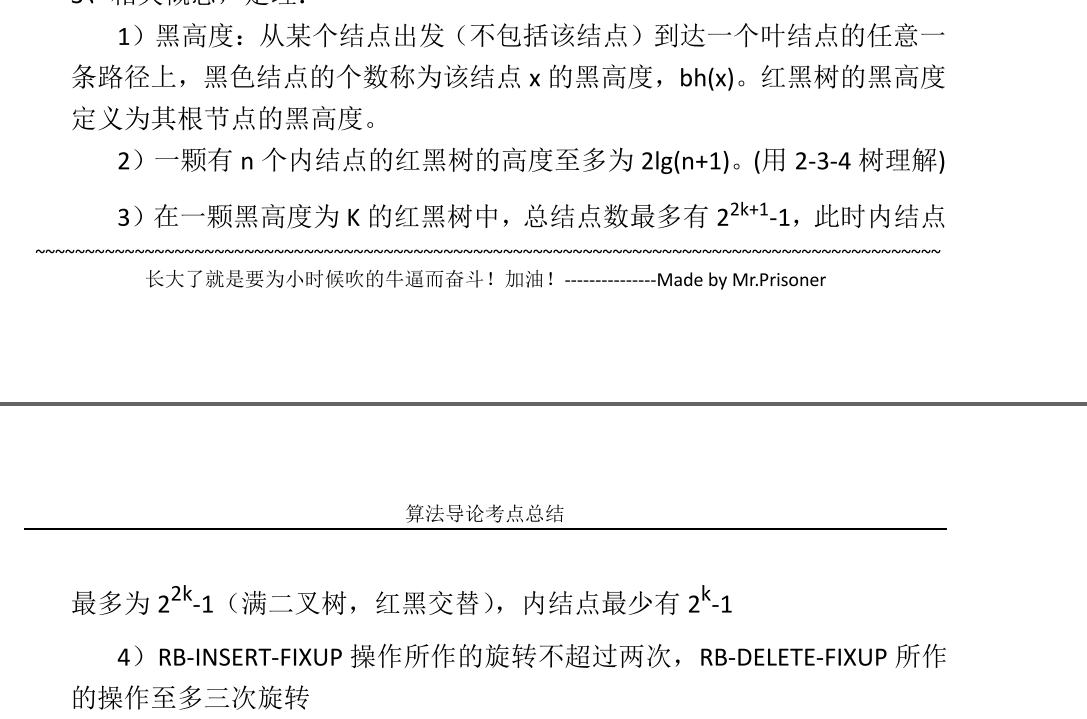 3、相关概念，定理：
1）黑高度：从某个结点出发（不包括该结点）到达一个叶结点的任意一
条路径上，黑色结点的个数称为该结点 x 的黑高度，bh(x)。红黑树的黑高度
定义为其根节点的黑高度。
2）一颗有 n 个内结点的红黑树的高度至多为 2lg(n+1)。(用 2-3-4 树理解)
3）在一颗黑高度为 K 的红黑树中，总结点数最多有 2^{2k+1}-1，此时内结点
~~~~~~~~~~~~~~~~~~~~~~~~~~~~~~~~~~~~~~~~~~~~~~~~~~~~~~~~~~~~~~~~~~~~~~~~~~~~~~~~~~~~~~~~~~
长大了就是要为小时候吹的牛逼而奋斗！加油！---------------Made by Mr.Prisoner
算法导论考点总结
最多为 2^{2k}-1（满二叉树，红黑交替），内结点最少有 2^{k}-1
4）RB-INSERT-FIXUP 操作所作的旋转不超过两次，RB-DELETE-FIXUP 所作
的操作至多三次旋转